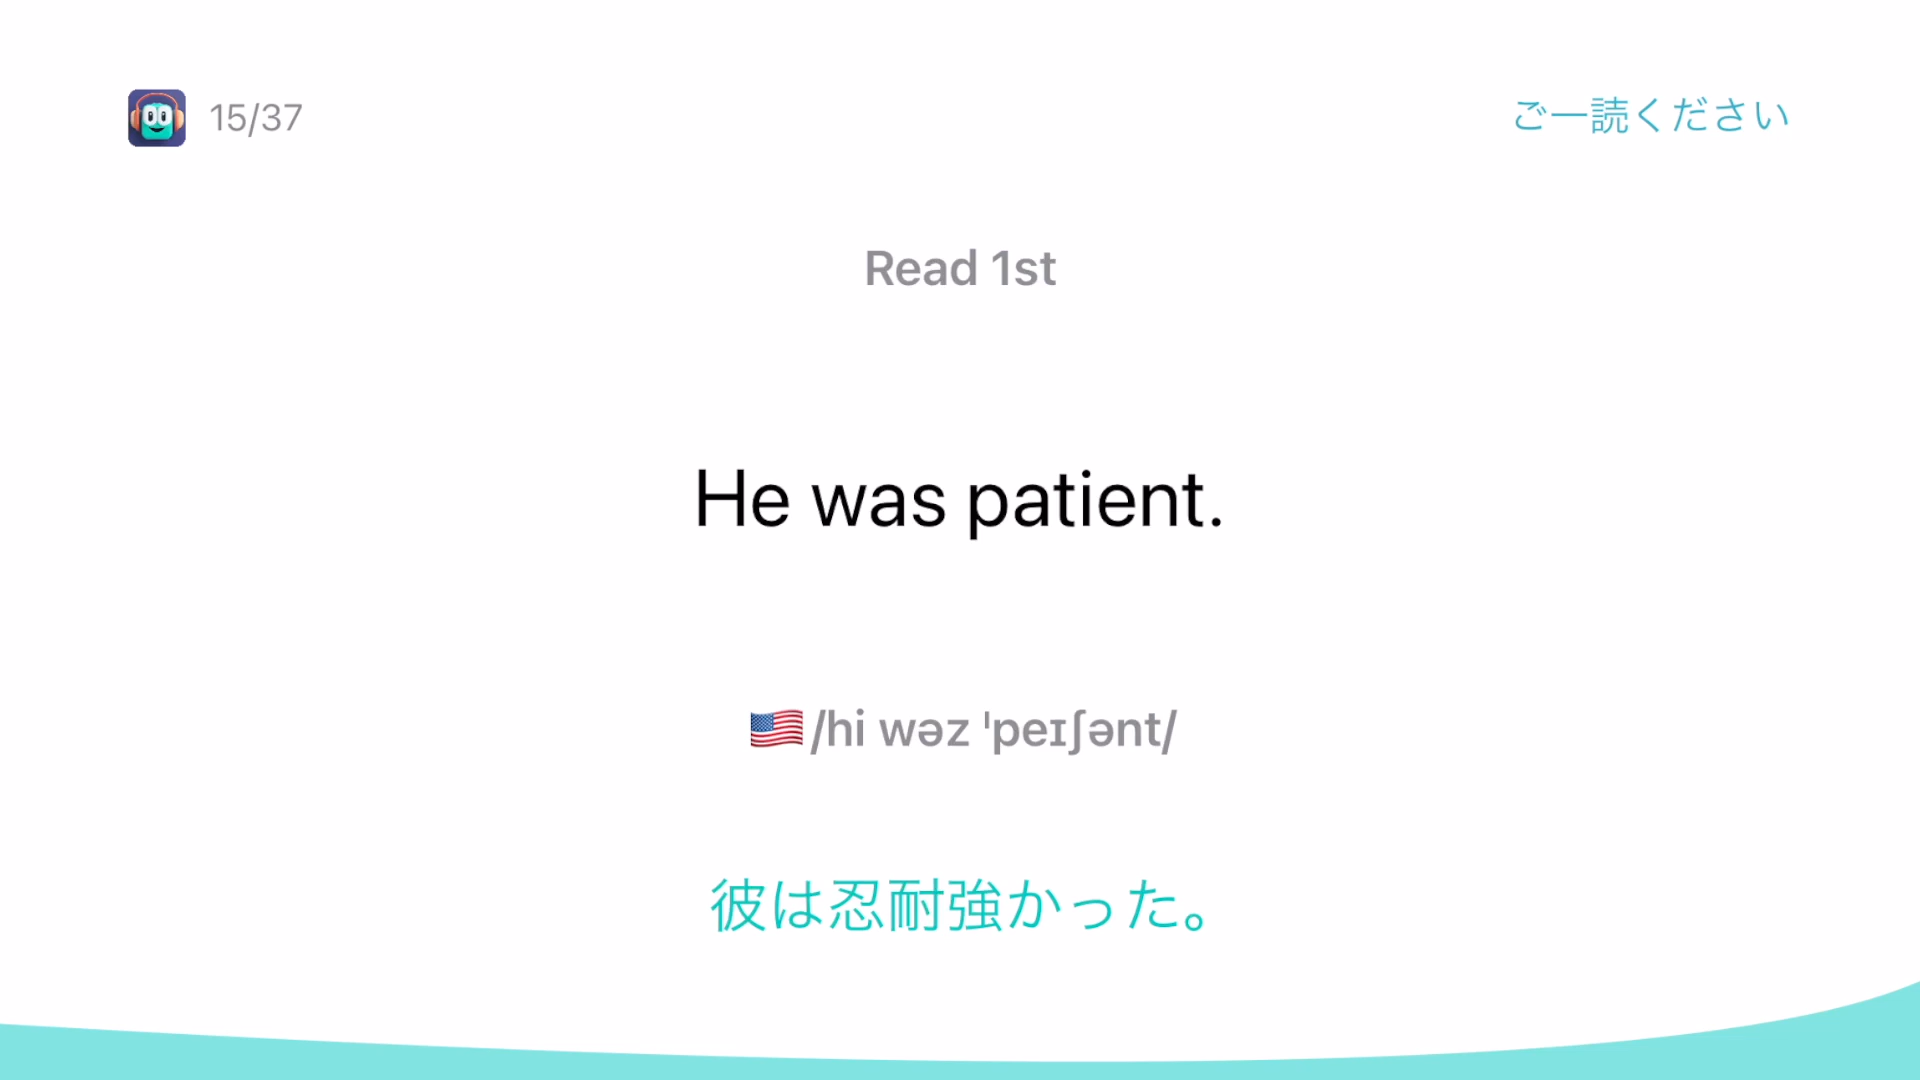 15/37
ご一読ください
Read 1st
He was patient.
🇺🇸/hi wəz ˈpeɪʃənt/
彼は忍耐強かった。